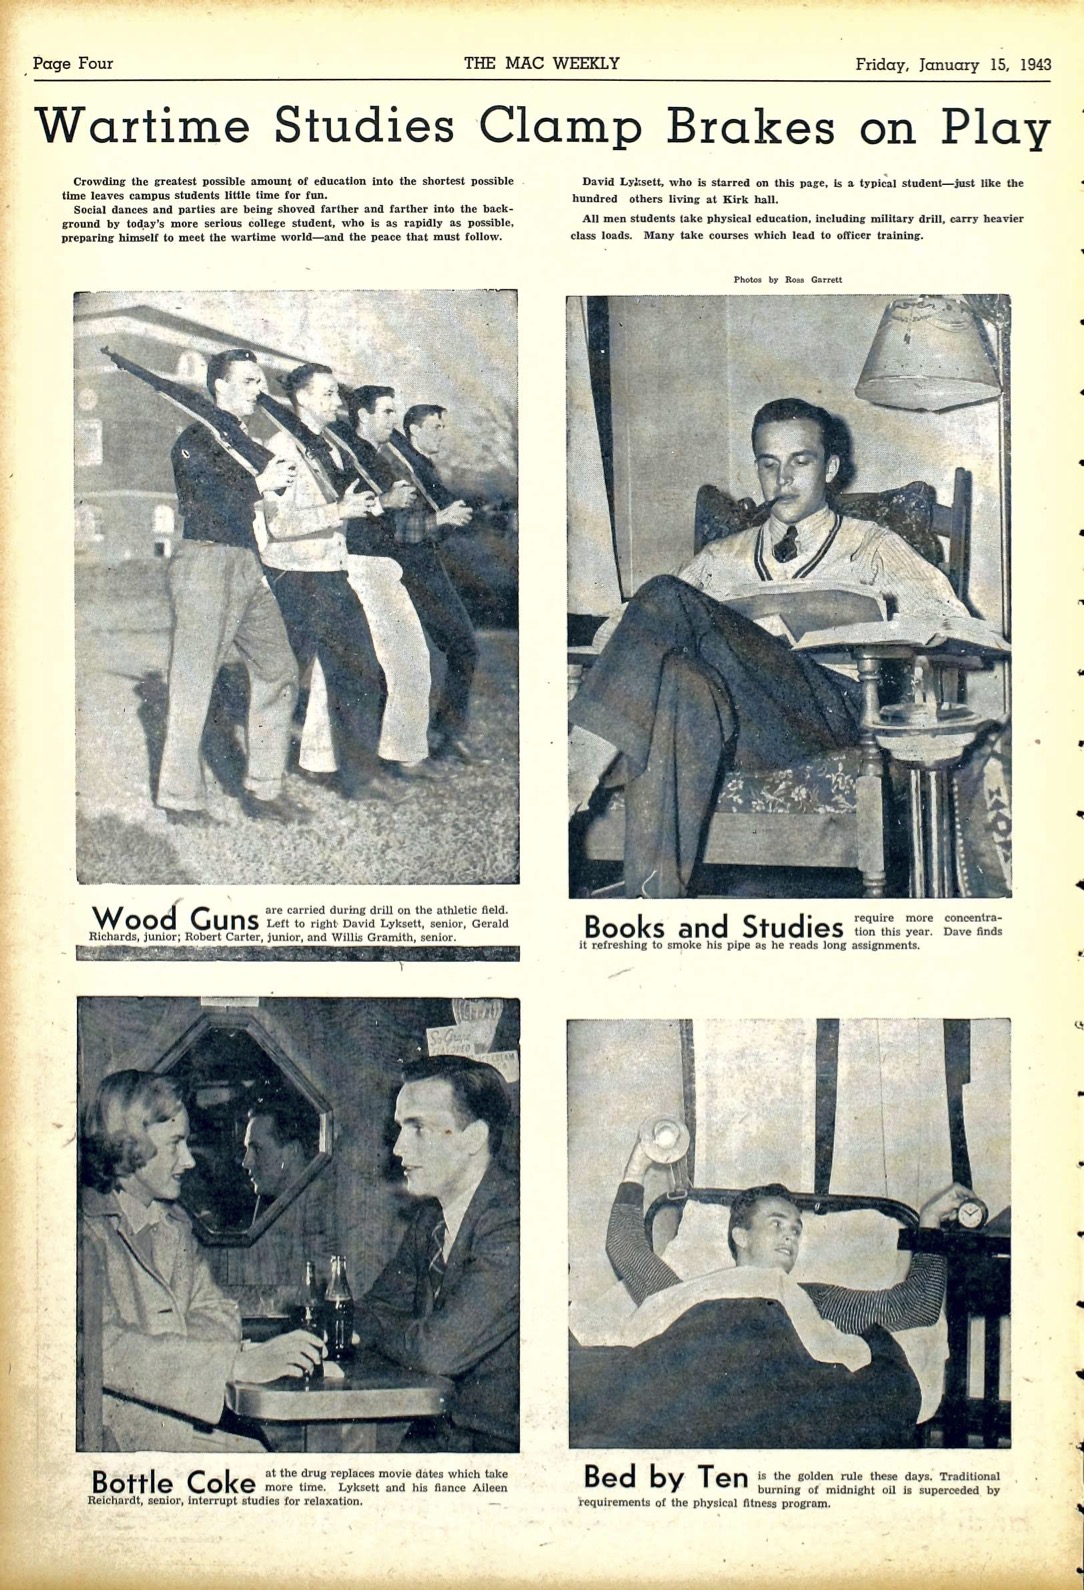 Page Four THE MAC WEEKLY Friday, January 15, 1943
Wartime Studies Clamp Brakes on Play
Crowding the greatest possible amount of education into the shortest possible
time leaves campus students little time for fun.
Social dances and parties are being shoved farther and farther into the back-
ground by today's more serious college student, who is as rapidly as possible,
preparing himself to meet the wartime world—and the peace that must follow.
David Lyksett, who is starred on this page, is a typical student—just like the
hundred others living at Kirk hall.
All men students take physical education, including military drill, carry heavier
class loads. Many take courses which lead to officer training.
Photos by Ross Garrett
Wood Guns are carried during drill on the athletic field.
Left to right David Lyksett, senior, Gerald
Richards, junior; Robert Carter, junior, and Willis Gramith, senior.
Books and Studies require more concentra-
tion this year. Dave finds
it refreshing to smoke his pipe as he reads long assignments.
ICE CREAM
Bottle Coke at the drug replaces movie dates which take
more time. Lyksett and his fiance Aileen
Reichardt, senior, interrupt studies for relaxation.
Bed by Ten is the golden rule these days. Traditional
burning of midnight oil is superceded by
requirements of the physical fitness program.